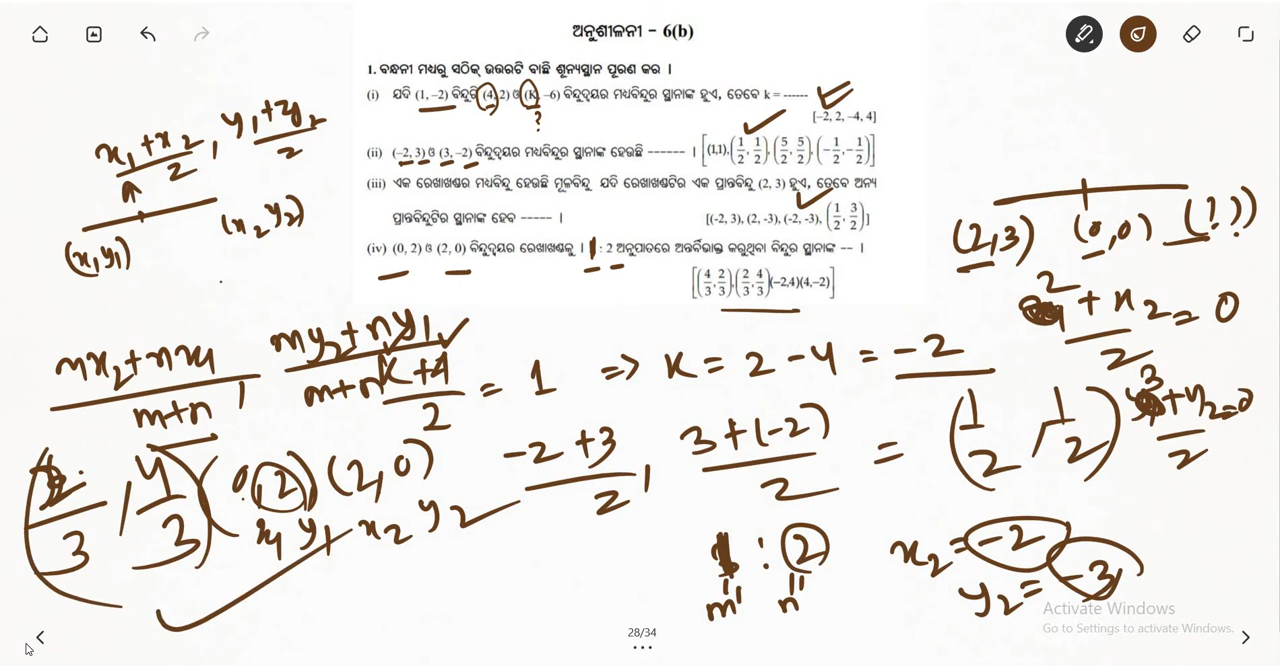 ଅନୁଶୀଳନୀ – 6(b)
1. ବନ୍ଧନୀ ମଧ୍ୟରୁ ସଠିକ୍ ଉତ୍ତରଟି ବାଛି ଶୂନ୍ୟସ୍ଥାନ ପୂରଣ କର ।
(i) ଯଦି (1, –2) ବିନ୍ଦୁଟି (4, 2) ଓ (K, –6) ବିନ୍ଦୁଦ୍ୱୟର ମଧ୍ୟବିନ୍ଦୁର ସ୍ଥାନାଙ୍କ ହୁଏ, ତେବେ k = ------
?
[–2, 2, –4, 4]
(ii) (–2, 3) ଓ (3, –2) ବିନ୍ଦୁଦ୍ୱୟର ମଧ୍ୟବିନ୍ଦୁର ସ୍ଥାନାଙ୍କ ହେଉଛି ------ । [(1,1), (1/2, 1/2), (5/2, 5/2), (–1/2, –1/2)]
(iii) ଏକ ରେଖାଖଣ୍ଡର ମଧ୍ୟବିନ୍ଦୁ ହେଉଛି ମୂଳବିନ୍ଦୁ ଯଦି ରେଖାଖଣ୍ଡଟିର ଏକ ପ୍ରାନ୍ତବିନ୍ଦୁ (2, 3) ହୁଏ, ତେବେ ଅନ୍ୟ
ପ୍ରାନ୍ତବିନ୍ଦୁଟିର ସ୍ଥାନାଙ୍କ ହେବ ----- ।
[(-2, 3), (2, -3), (-2, -3), (1/2, 3/2)]
(iv) (0, 2) ଓ (2, 0) ବିନ୍ଦୁଦ୍ୱୟର ରେଖାଖଣ୍ଡକୁ । 1 : 2 ଅନୁପାତରେ ଅନ୍ତର୍ବିଭାକ୍ତ କରୁଥିବା ବିନ୍ଦୁର ସ୍ଥାନାଙ୍କ -- ।
[(4/3, 2/3), (2/3, 4/3)(–2,4)(4,–2)]
x₁ + x₂ / 2 , y₁ + y₂ / 2
(x₁ y₁) (x₂ y₂)
(2,3) (0,0) (? ?)
2 + x₂ / 2 = 0
3 + y₂ / 2 = 0
mx₂ + nx₁ / m+n , my₂ + ny₁ / m+n
K + 4 / 2 = 1 ⇒ K = 2 – 4 = –2
–2 + 3 / 2 , 3 + (–2) / 2 = (1/2 , 1/2)
(2/3 , 4/3) (0, 2) (2, 0)
x₁ y₁ x₂ y₂
1 : 2
m n
x₂ = –2
y₂ = –3
Activate Windows
Go to Settings to activate Windows.
28/34